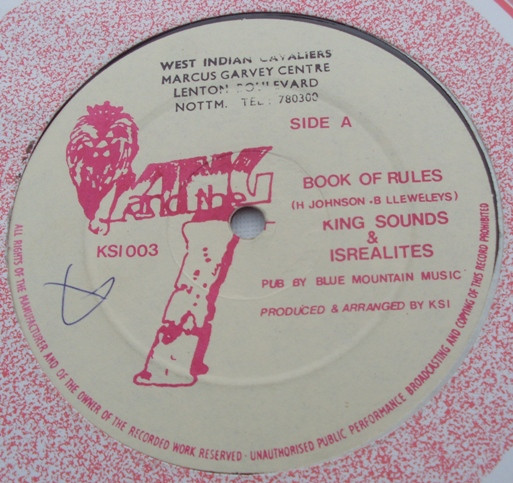 WEST INDIAN CAVALIERS
MARCUS GARVEY CENTRE
LENTON BOULEVARD
NOTTM. TEL: 780300
SIDE A
and the
KSI 003
BOOK OF RULES
(H JOHNSON - B LLEWELEYS)
KING SOUNDS
&
ISREALITES
PUB BY BLUE MOUNTAIN MUSIC
PRODUCED & ARRANGED BY KSI
ALL RIGHTS OF THE MANUFACTURER AND OF THE OWNER OF THE RECORDED WORK RESERVED · UNAUTHORISED PUBLIC PERFORMANCE BROADCASTING AND COPYING OF THIS RECORD PROHIBITED